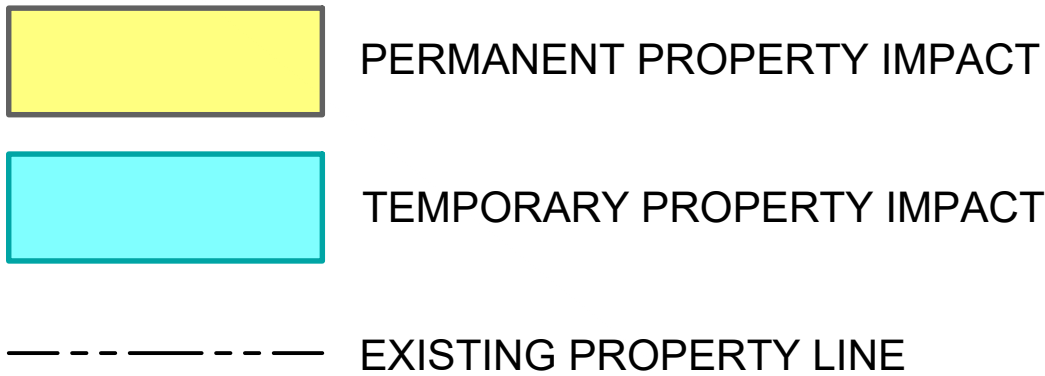 PERMANENT PROPERTY IMPACT
TEMPORARY PROPERTY IMPACT
EXISTING PROPERTY LINE